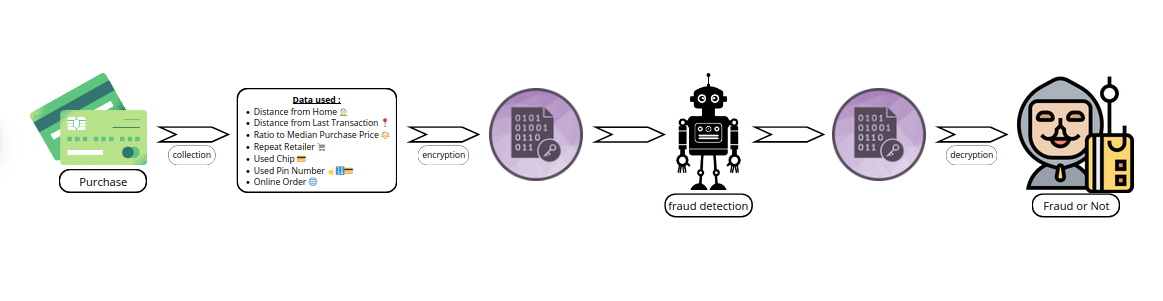 Purchase
collection
Data used :
Distance from Home
Distance from Last Transaction
Ratio to Median Purchase Price
Repeat Retailer
Used Chip
Used Pin Number
Online Order
encryption
0101
01001
0110
011
fraud detection
0101
01001
0110
011
decryption
Fraud or Not